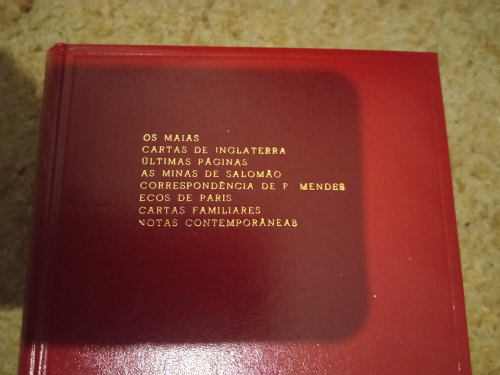 OS MAIAS
CARTAS DE INGLATERRA
ÚLTIMAS PÁGINAS
AS MINAS DE SALOMÃO
CORRESPONDÊNCIA DE F MENDES
ECOS DE PARIS
CARTAS FAMILIARES
NOTAS CONTEMPORÂNEAS